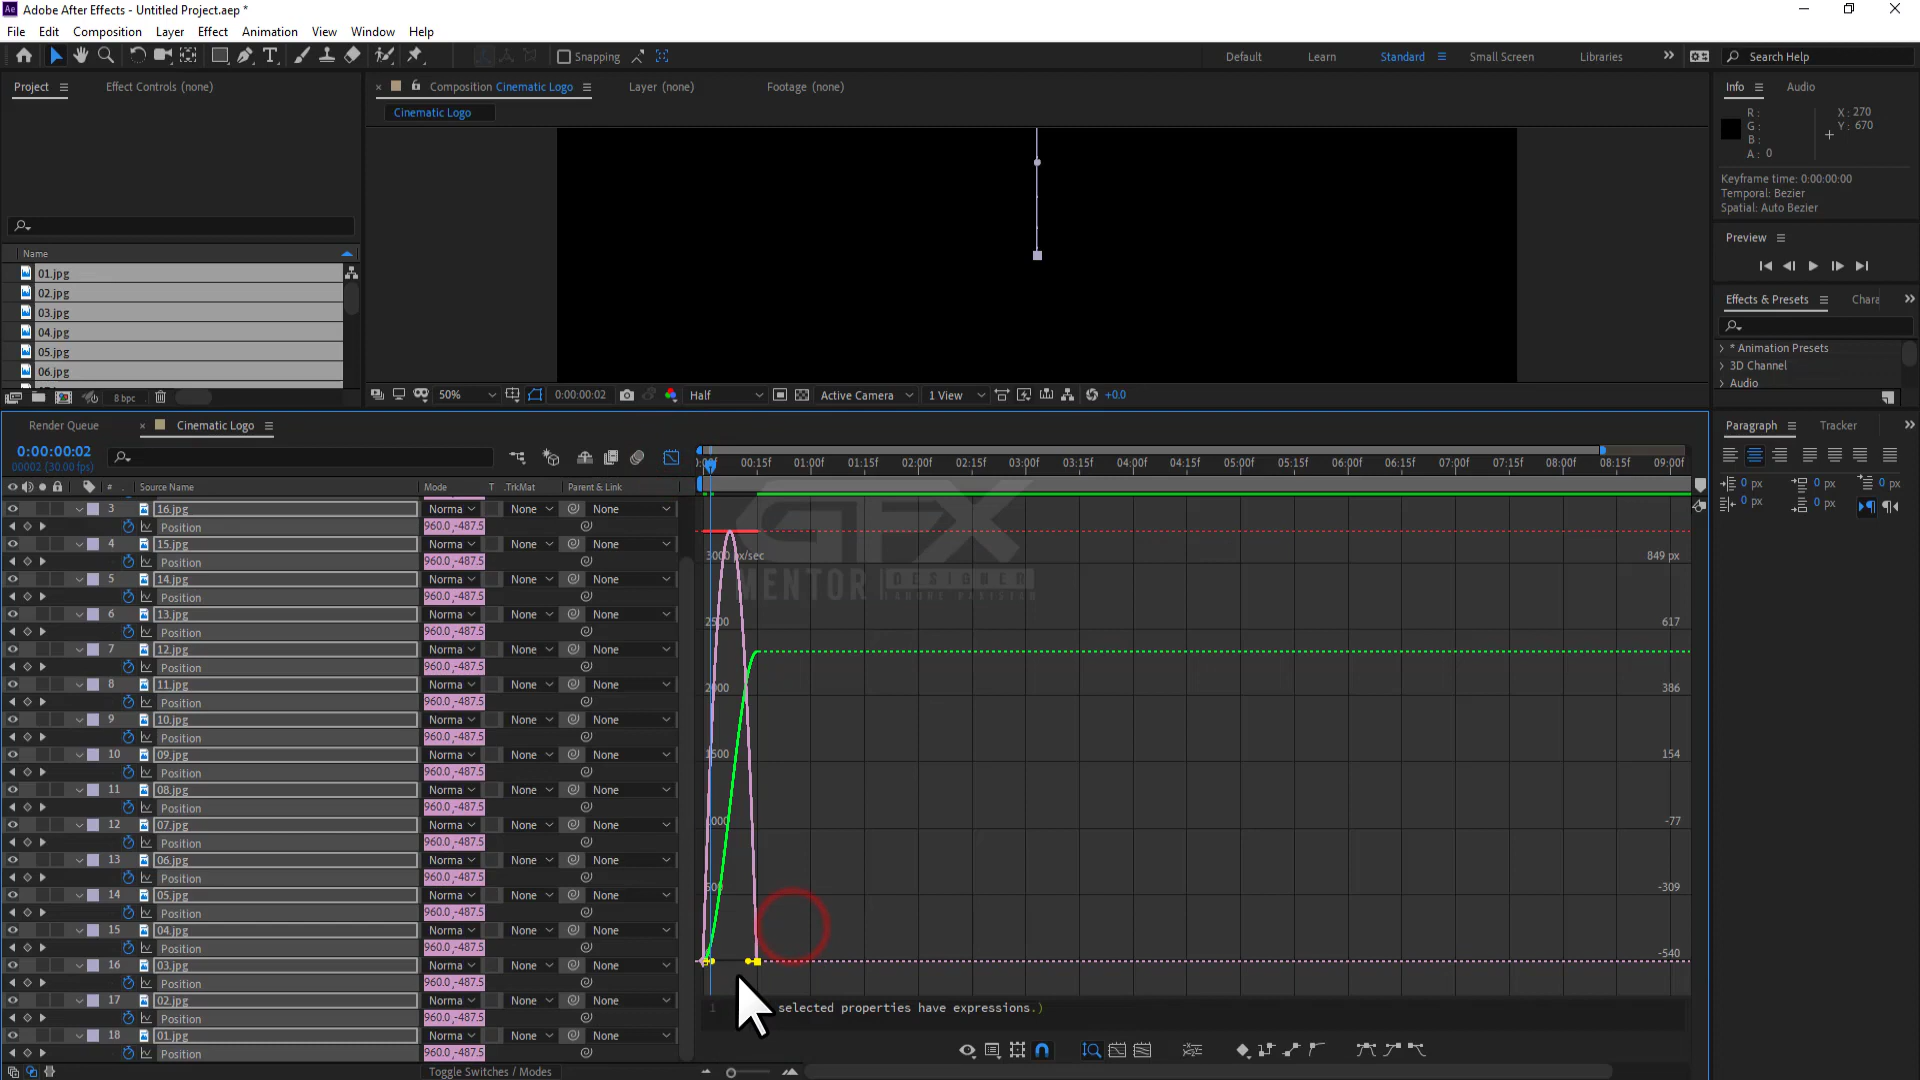 Adobe After Effects - Untitled Project.aep *
File Edit Composition Layer Effect Animation View Window Help
Snapping
Default Learn Standard Small Screen Libraries
Search Help
Project Effect Controls (none)
Composition Cinematic Logo Layer (none) Footage (none)
Cinematic Logo
Info Audio
R :
G :
B :
A : 0
X : 270
Y : 670
Keyframe time: 0:00:00:00
Temporal: Bezier
Spatial: Auto Bezier
Preview
Name
01.jpg
02.jpg
03.jpg
04.jpg
05.jpg
06.jpg
8 bpc
Effects & Presets Chara
* Animation Presets
3D Channel
Audio
50% 0:00:00:02 Half Active Camera 1 View +0.0
Render Queue Cinematic Logo
Paragraph Tracker
0 px 0 px 0 px
0 px 0 px
0:00:00:02
00002 (30.00 fps)
00:15f 01:00f 01:15f 02:00f 02:15f 03:00f 03:15f 04:00f 04:15f 05:00f 05:15f 06:00f 06:15f 07:00f 07:15f 08:00f 08:15f 09:00f
# Source Name Mode T .TrkMat Parent & Link
3 16.jpg Norma None None
Position 960.0,-487.5
4 15.jpg Norma None None
Position 960.0,-487.5
5 14.jpg Norma None None
Position 960.0,-487.5
6 13.jpg Norma None None
Position 960.0,-487.5
7 12.jpg Norma None None
Position 960.0,-487.5
8 11.jpg Norma None None
Position 960.0,-487.5
9 10.jpg Norma None None
Position 960.0,-487.5
10 09.jpg Norma None None
Position 960.0,-487.5
11 08.jpg Norma None None
Position 960.0,-487.5
12 07.jpg Norma None None
Position 960.0,-487.5
13 06.jpg Norma None None
Position 960.0,-487.5
14 05.jpg Norma None None
Position 960.0,-487.5
15 04.jpg Norma None None
Position 960.0,-487.5
16 03.jpg Norma None None
Position 960.0,-487.5
17 02.jpg Norma None None
Position 960.0,-487.5
18 01.jpg Norma None None
Position 960.0,-487.5
GFX
MENTOR DESIGNER
3000 px/sec 849 px
2500 617
2000 386
1500 154
1000 -77
500 -309
-540
1 selected properties have expressions.)
Toggle Switches / Modes